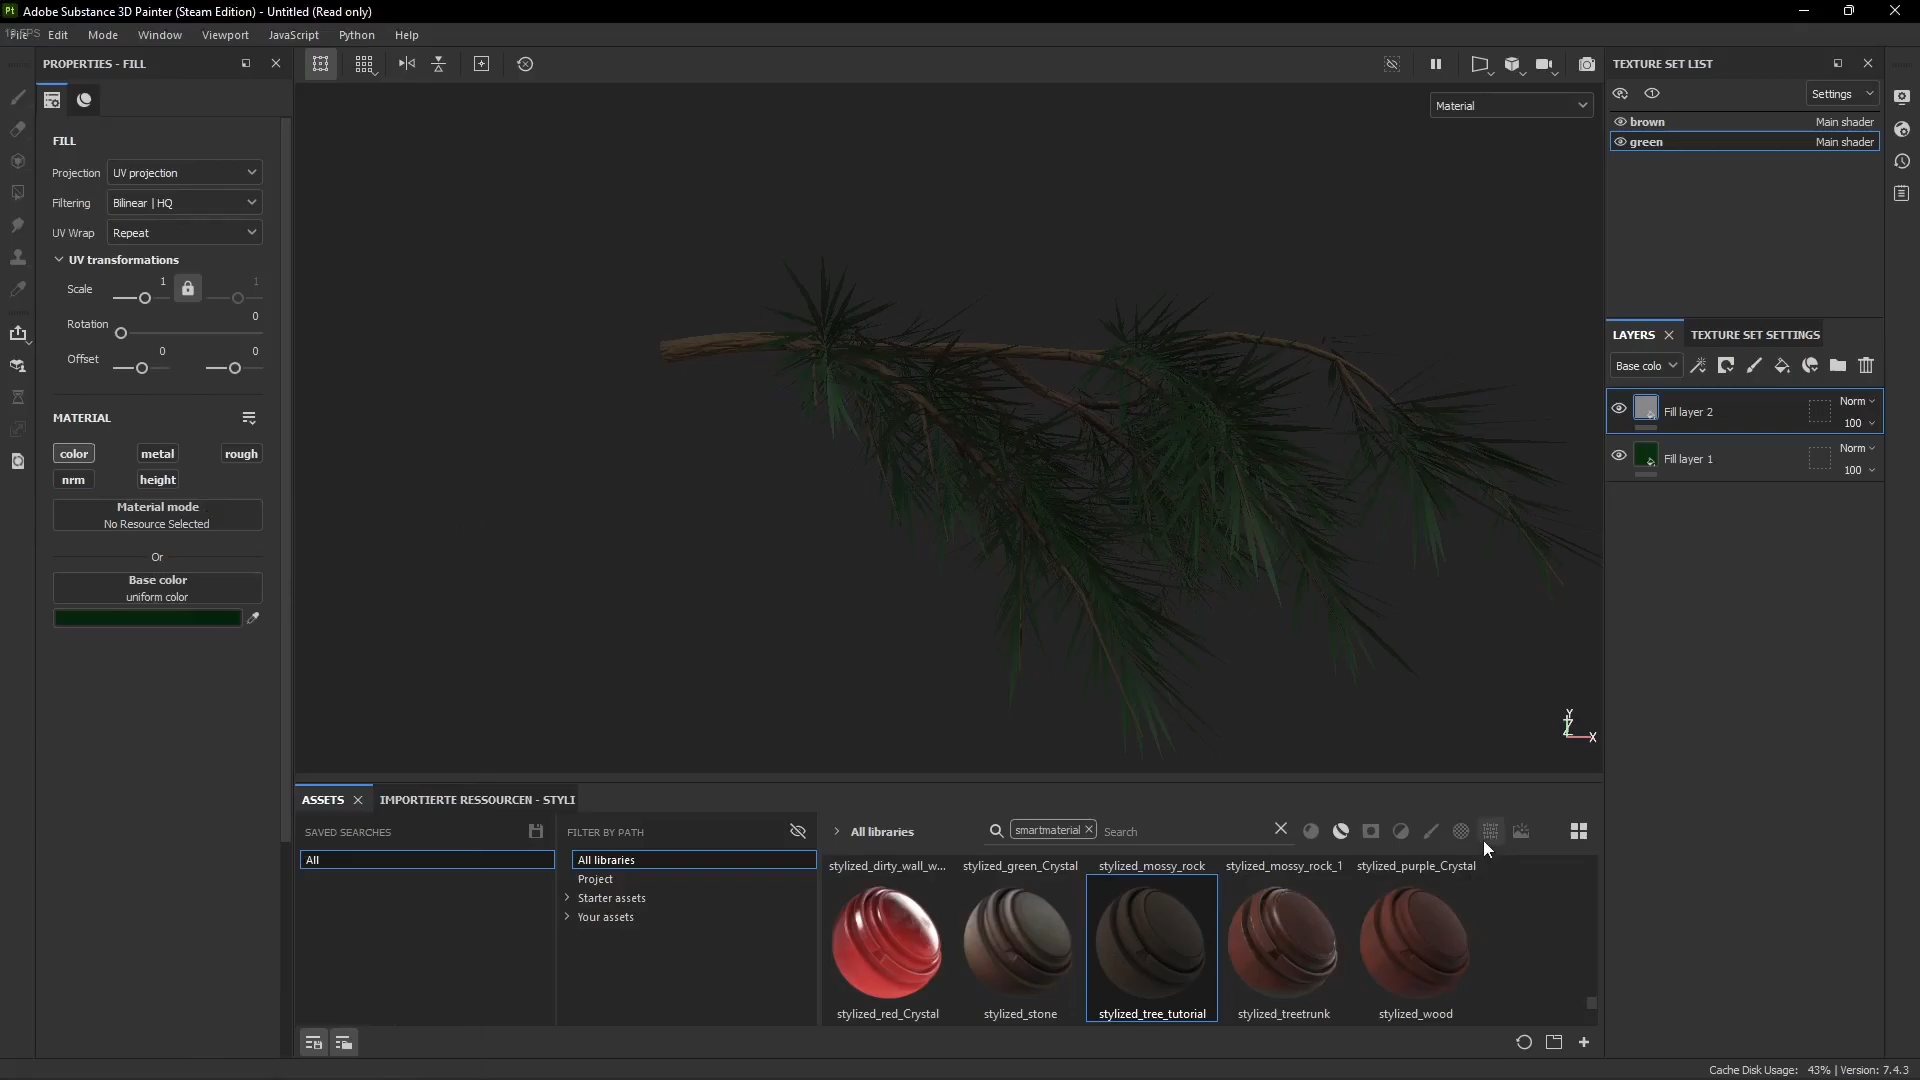 Pt Adobe Substance 3D Painter (Steam Edition) - Untitled (Read only)
Edit Mode Window Viewport JavaScript Python Help
PROPERTIES - FILL
FILL
Projection UV projection
Filtering Bilinear | HQ
UV Wrap Repeat
UV transformations
Scale 1 1
Rotation 0
Offset 0 0
MATERIAL
color metal rough
nrm height
Material mode
No Resource Selected
Or
Base color
uniform color
Material
Y
Z
X
TEXTURE SET LIST
Settings
brown Main shader
green Main shader
LAYERS TEXTURE SET SETTINGS
Base colo
Fill layer 2 Norm
100
Fill layer 1 Norm
100
ASSETS IMPORTIERTE RESSOURCEN - STYLI
SAVED SEARCHES
All
FILTER BY PATH
All libraries
Project
Starter assets
Your assets
All libraries
smartmaterial Search
stylized_dirty_wall_w... stylized_green_Crystal stylized_mossy_rock stylized_mossy_rock_1 stylized_purple_Crystal
stylized_red_Crystal stylized_stone stylized_tree_tutorial stylized_treetrunk stylized_wood
Cache Disk Usage: 43% | Version: 7.4.3